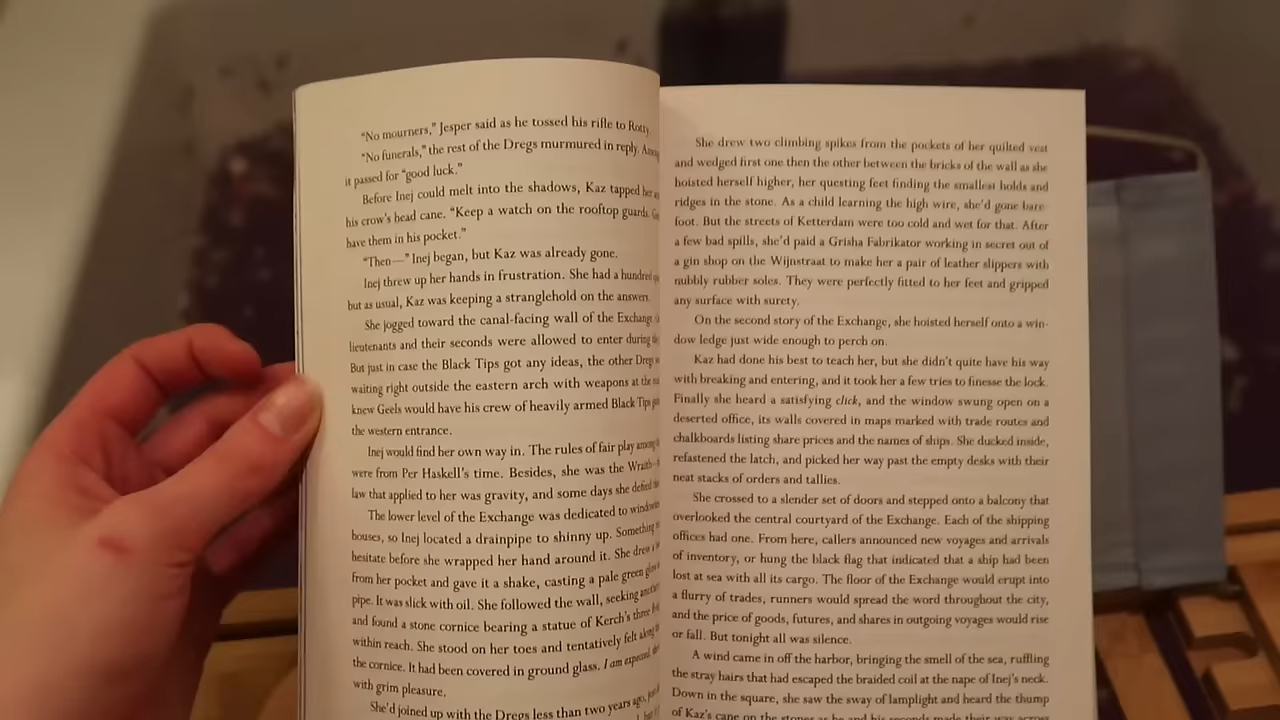 “No mourners,” Jesper said as he tossed his rifle to Rotty.
“No funerals,” the rest of the Dregs murmured in reply.
it passed for “good luck.”
Before Inej could melt into the shadows, Kaz tapped her
his crow’s head cane. “Keep a watch on the rooftop guards.
have them in his pocket.”
“Then—” Inej began, but Kaz was already gone.
Inej threw up her hands in frustration. She had a hundred
but as usual, Kaz was keeping a stranglehold on the answers.
She jogged toward the canal-facing wall of the Exchange.
lieutenants and their seconds were allowed to enter during
But just in case the Black Tips got any ideas, the other Dregs
waiting right outside the eastern arch with weapons at the
knew Geels would have his crew of heavily armed Black Tips
the western entrance.
Inej would find her own way in. The rules of fair play among
were from Per Haskell’s time. Besides, she was the Wraith—
law that applied to her was gravity, and some days she defied
The lower level of the Exchange was dedicated to
houses, so Inej located a drainpipe to shinny up. Something
hesitate before she wrapped her hand around it. She drew a
from her pocket and gave it a shake, casting a pale green
pipe. It was slick with oil. She followed the wall, seeking
and found a stone cornice bearing a statue of Kerch’s three
within reach. She stood on her toes and tentatively felt along
the cornice. It had been covered in ground glass. I am expected,
with grim pleasure.
She’d joined up with the Dregs less than two years ago,
She drew two climbing spikes from the pockets of her quilted vest
and wedged first one then the other between the bricks of the wall as she
hoisted herself higher, her questing feet finding the smallest holds and
ridges in the stone. As a child learning the high wire, she’d gone bare-
foot. But the streets of Ketterdam were too cold and wet for that. After
a few bad spills, she’d paid a Grisha Fabrikator working in secret out of
a gin shop on the Wijnstraat to make her a pair of leather slippers with
nubbly rubber soles. They were perfectly fitted to her feet and gripped
any surface with surety.
On the second story of the Exchange, she hoisted herself onto a win-
dow ledge just wide enough to perch on.
Kaz had done his best to teach her, but she didn’t quite have his way
with breaking and entering, and it took her a few tries to finesse the lock.
Finally she heard a satisfying click, and the window swung open on a
deserted office, its walls covered in maps marked with trade routes and
chalkboards listing share prices and the names of ships. She ducked inside,
refastened the latch, and picked her way past the empty desks with their
neat stacks of orders and tallies.
She crossed to a slender set of doors and stepped onto a balcony that
overlooked the central courtyard of the Exchange. Each of the shipping
offices had one. From here, callers announced new voyages and arrivals
of inventory, or hung the black flag that indicated that a ship had been
lost at sea with all its cargo. The floor of the Exchange would erupt into
a flurry of trades, runners would spread the word throughout the city,
and the price of goods, futures, and shares in outgoing voyages would rise
or fall. But tonight all was silence.
A wind came in off the harbor, bringing the smell of the sea, ruffling
the stray hairs that had escaped the braided coil at the nape of Inej’s neck.
Down in the square, she saw the sway of lamplight and heard the thump
of Kaz’s cane on the stones as he and his seconds made their way across